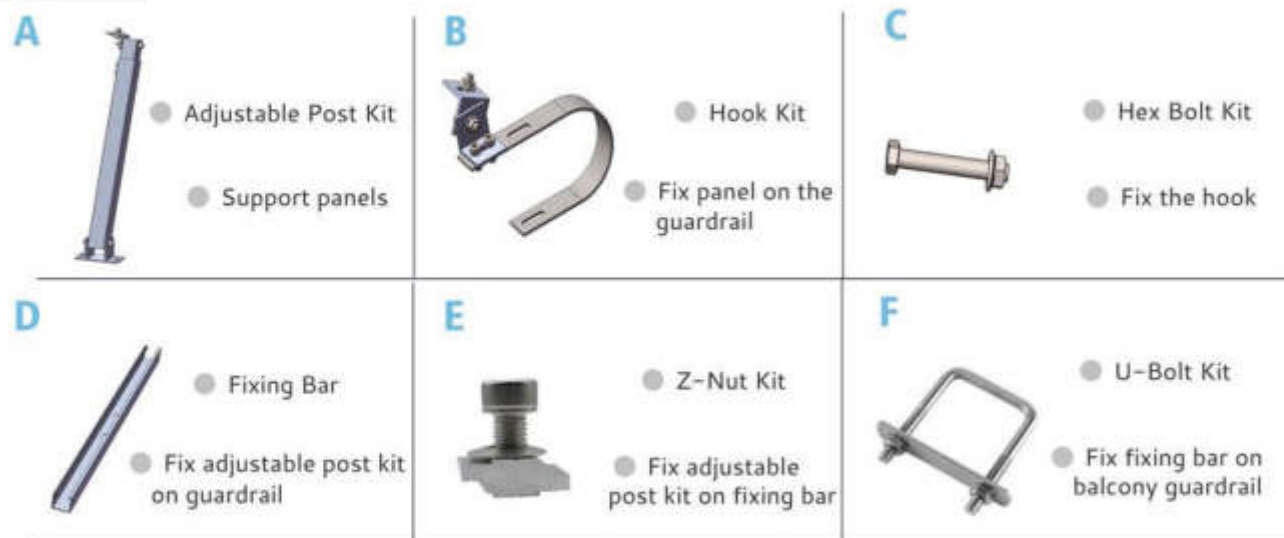 A
Adjustable Post Kit
Support panels
B
Hook Kit
Fix panel on the
guardrail
C
Hex Bolt Kit
Fix the hook
D
Fixing Bar
Fix adjustable post kit
on guardrail
E
Z-Nut Kit
Fix adjustable
post kit on fixing bar
F
U-Bolt Kit
Fix fixing bar on
balcony guardrail